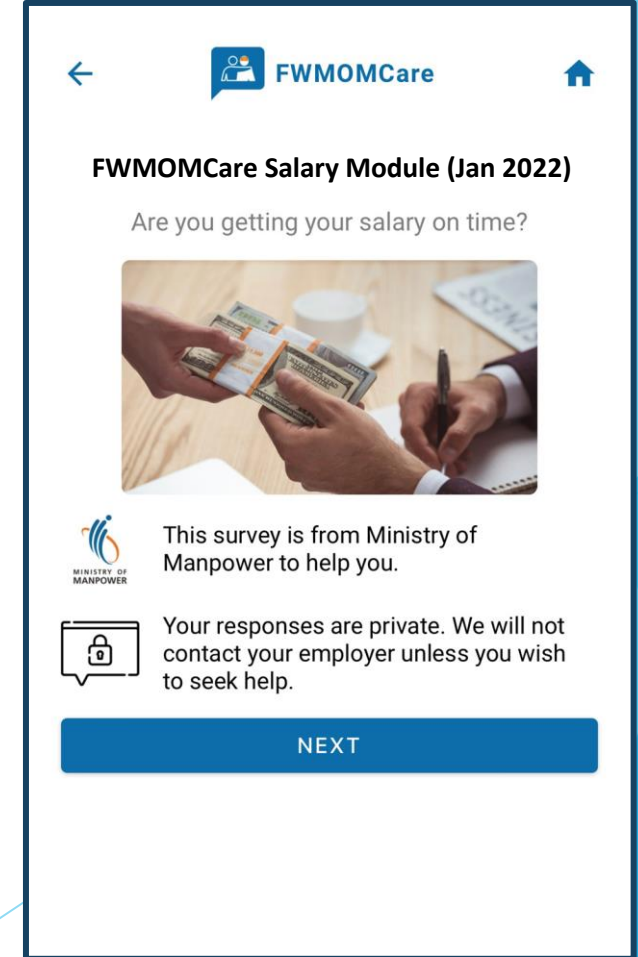 FWMOMCare
FWMOMCare Salary Module (Jan 2022)
Are you getting your salary on time?
BUSINESS
MINISTRY OF
MANPOWER
This survey is from Ministry of
Manpower to help you.
Your responses are private. We will not
contact your employer unless you wish
to seek help.
NEXT